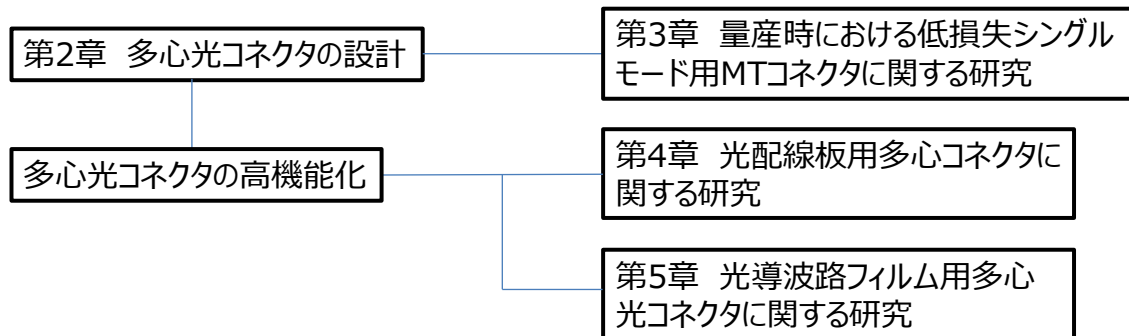 第2章 多心光コネクタの設計
第3章 量産時における低損失シングル
モード用MTコネクタに関する研究
多心光コネクタの高機能化
第4章 光配線板用多心コネクタに
関する研究
第5章 光導波路フィルム用多心
光コネクタに関する研究